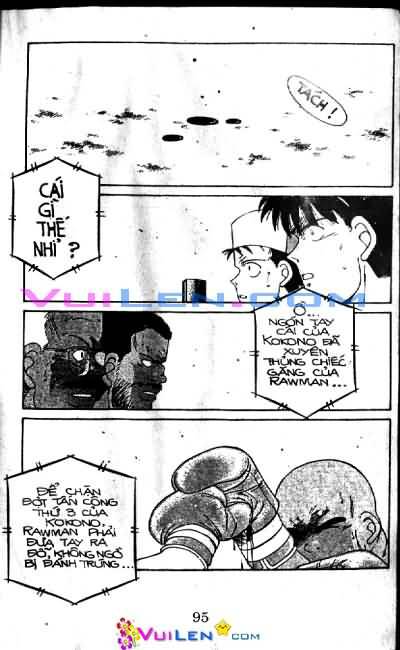 TÁCH!
CÁI
GÌ
THẾ
NHỈ ?
VUILEN.COM
Ồ...
NGÓN TAY
CÁI CỦA
KOKONO ĐÃ
XUYÊN
THỦNG CHIẾC
GĂNG CỦA
RAWMAN...
ĐỂ CHẶN
ĐỢT TẤN CÔNG
THỨ 3 CỦA
KOKONO,
RAWMAN PHẢI
ĐƯA TAY RA
ĐỠ, KHÔNG NGỜ
BỊ ĐÁNH TRÚNG...
95
VUILEN.COM